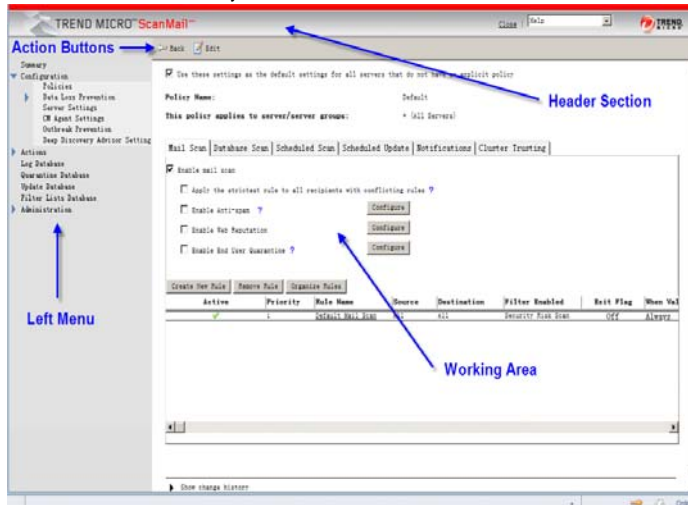 TREND MICRO™ ScanMail™
Close | Help
TREND MICRO
Action Buttons
Back Edit
Summary
Configuration
Policies
Data Loss Prevention
Server Settings
CM Agent Settings
Outbreak Prevention
Deep Discovery Advisor Setting
Actions
Log Database
Quarantine Database
Update Database
Filter Lists Database
Administration
Left Menu
Use these settings as the default settings for all servers that do not have an explicit policy
Header Section
Policy Name: Default
This policy applies to server/server groups: * (All Servers)
Mail Scan | Database Scan | Scheduled Scan | Scheduled Update | Notifications | Cluster Trusting
Enable mail scan
Apply the strictest rule to all recipients with conflicting rules ?
Enable Anti-spam ? Configure
Enable Web Reputation Configure
Enable End User Quarantine ? Configure
Create New Rule Remove Rule Organize Rules
Active Priority Rule Name Source Destination Filter Enabled Exit Flag When Val
1 Default Mail Scan All All Security Risk Scan Off Always
Working Area
Show change history